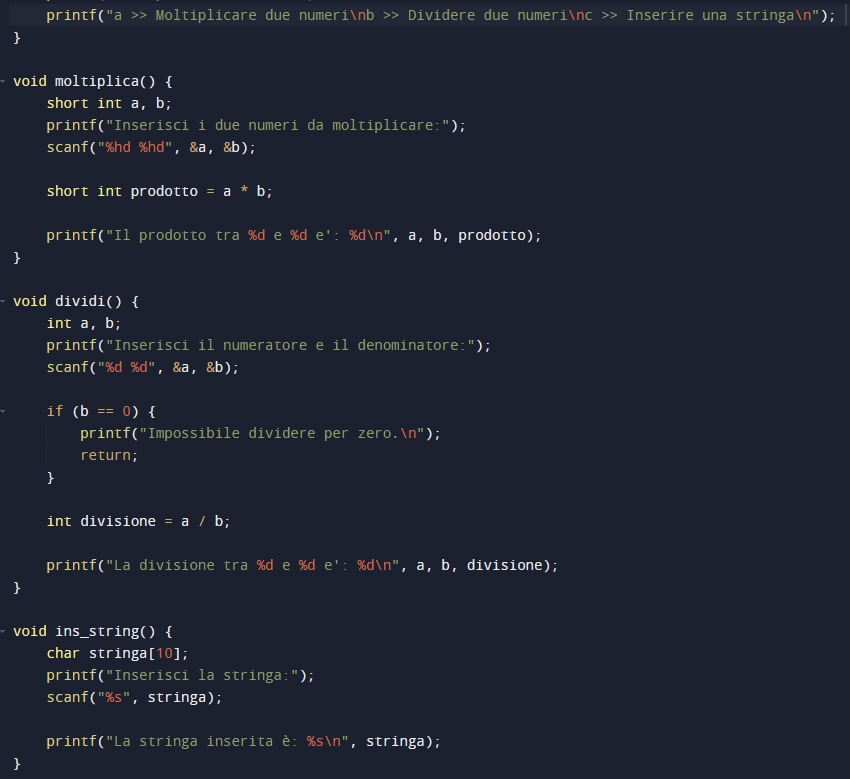 printf("a >> Moltiplicare due numeri\nb >> Dividere due numeri\nc >> Inserire una stringa\n");
}
void moltiplica() {
short int a, b;
printf("Inserisci i due numeri da moltiplicare:");
scanf("%hd %hd", &a, &b);
short int prodotto = a * b;
printf("Il prodotto tra %d e %d e': %d\n", a, b, prodotto);
}
void dividi() {
int a, b;
printf("Inserisci il numeratore e il denominatore:");
scanf("%d %d", &a, &b);
if (b == 0) {
printf("Impossibile dividere per zero.\n");
return;
}
int divisione = a / b;
printf("La divisione tra %d e %d e': %d\n", a, b, divisione);
}
void ins_string() {
char stringa[10];
printf("Inserisci la stringa:");
scanf("%s", stringa);
printf("La stringa inserita è: %s\n", stringa);
}